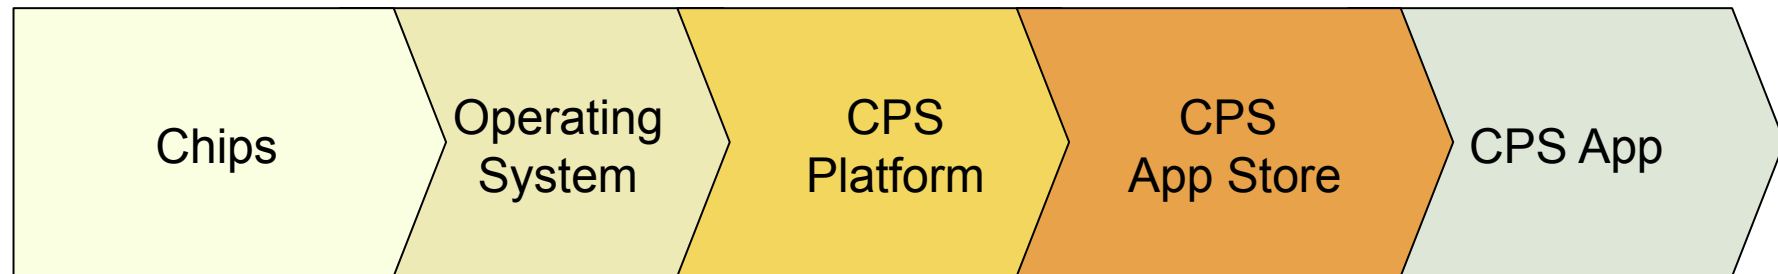 Chips
Operating
System
CPS
Platform
CPS
App Store
CPS App